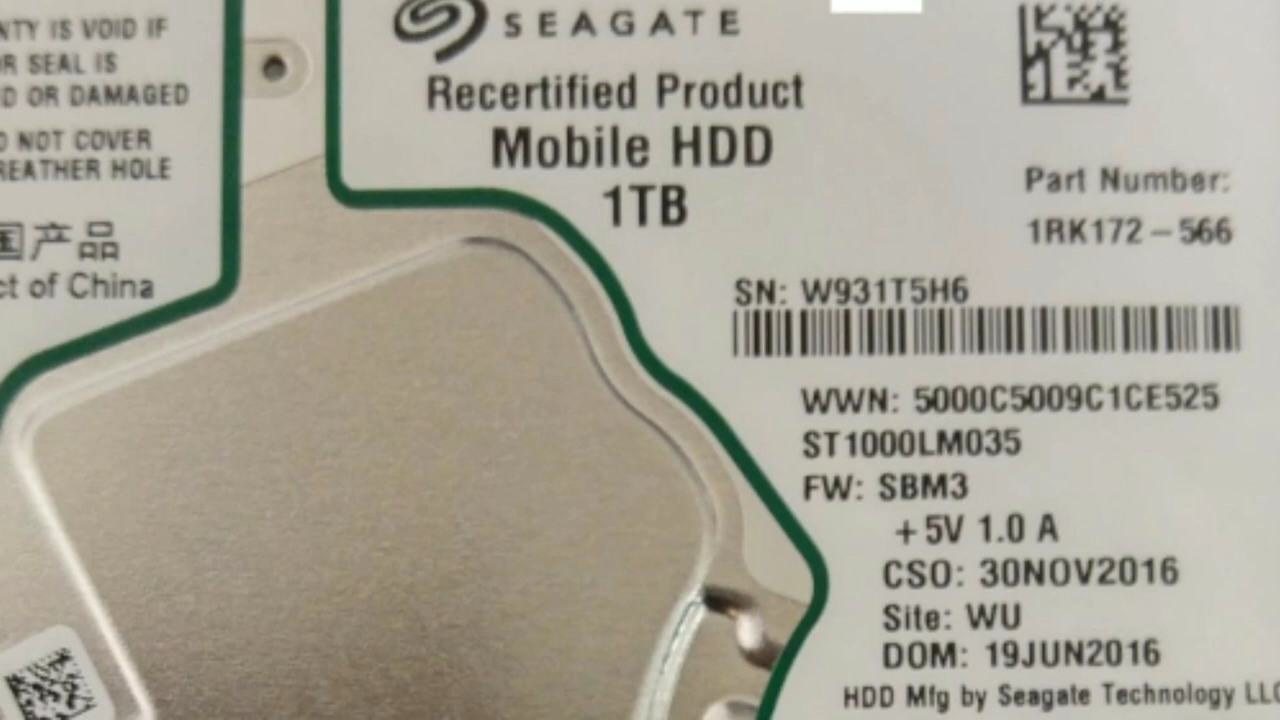 NTY IS VOID IF
R SEAL IS
D OR DAMAGED
NOT COVER
REATHER HOLE
国产品
ct of China
SEAGATE
Recertified Product
Mobile HDD
1TB
Part Number:
1RK172-566
SN: W931T5H6
WWN: 5000C5009C1CE525
ST1000LM035
FW: SBM3
+5V 1.0 A
CSO: 30NOV2016
Site: WU
DOM: 19JUN2016
HDD Mfg by Seagate Technology LLC